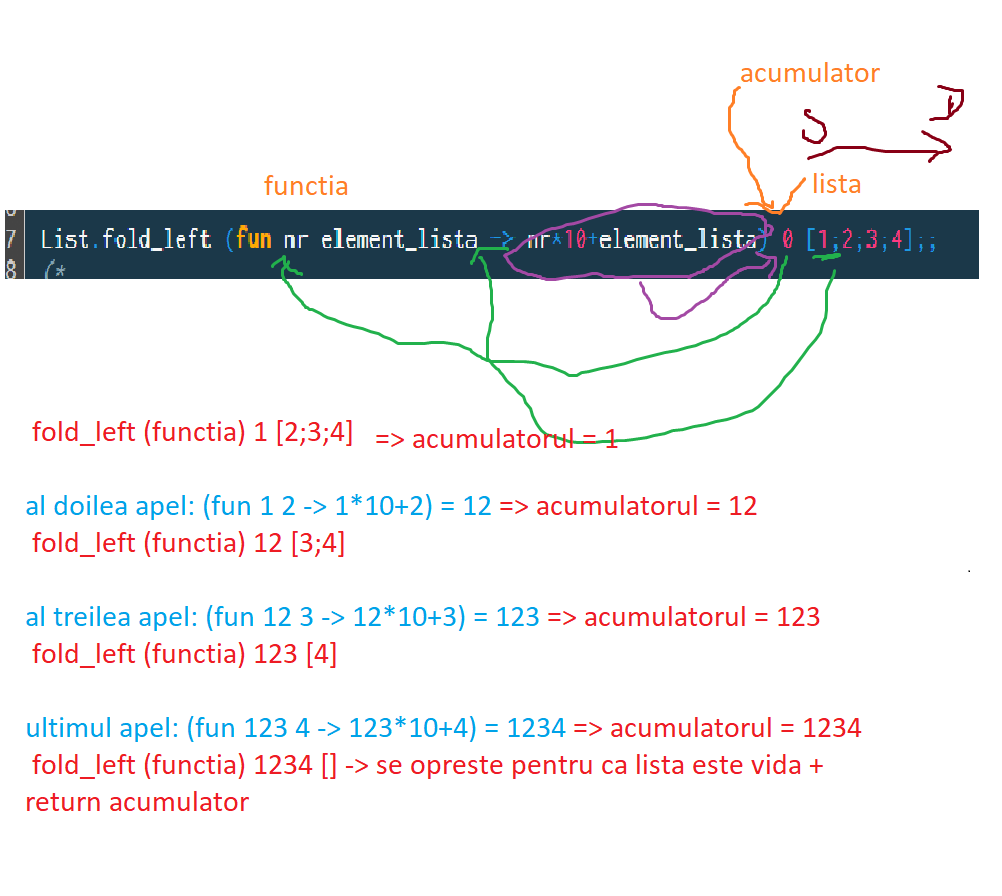 acumulator
S D
functia
lista
7 List.fold_left (fun nr element_lista -> nr*10+element_lista) 0 [1;2;3;4];;
8 (*
fold_left (functia) 1 [2;3;4] => acumulatorul = 1
al doilea apel: (fun 1 2 -> 1*10+2) = 12 => acumulatorul = 12
fold_left (functia) 12 [3;4]
al treilea apel: (fun 12 3 -> 12*10+3) = 123 => acumulatorul = 123
fold_left (functia) 123 [4]
ultimul apel: (fun 123 4 -> 123*10+4) = 1234 => acumulatorul = 1234
fold_left (functia) 1234 [] -> se opreste pentru ca lista este vida +
return acumulator